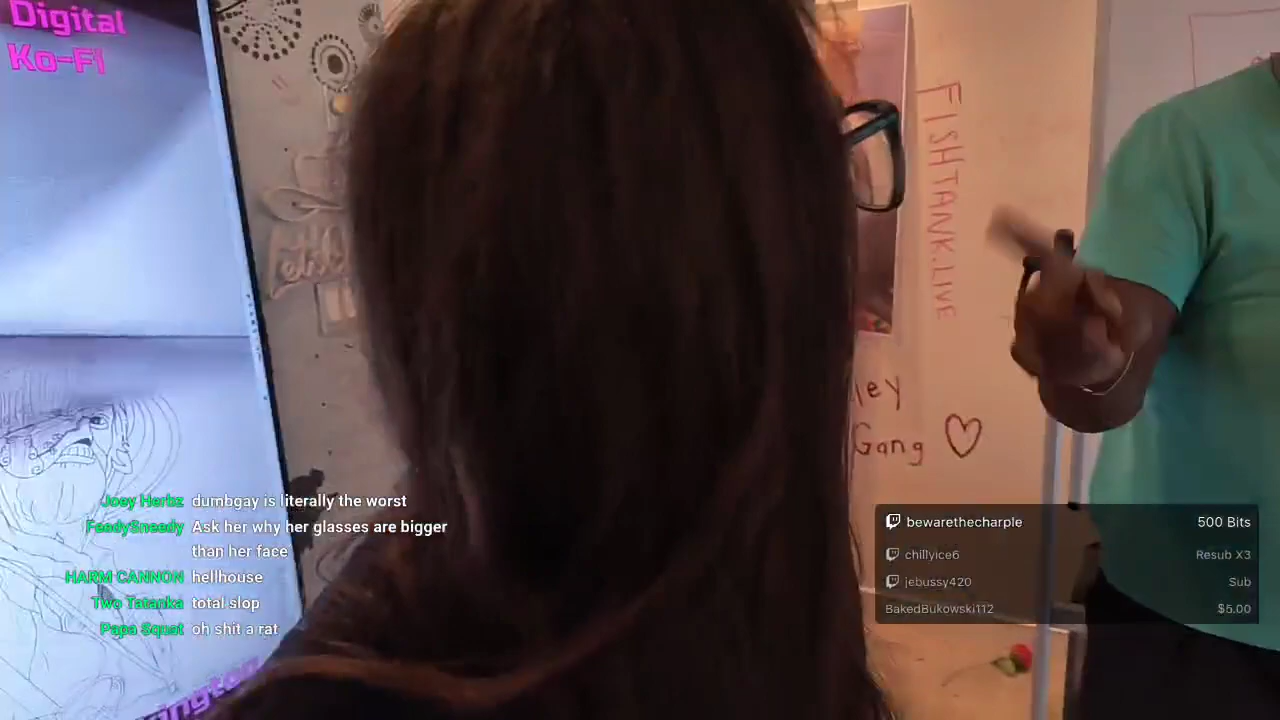 Digital
Ko-Fi
FISHTANK.LIVE
ley
Gang
Joey Herbz dumbgay is literally the worst
FeedySneedy Ask her why her glasses are bigger
than her face
HARM CANNON hellhouse
Two Tatanka total slop
Papa Squat oh shit a rat
bewarethecharple 500 Bits
chillyice6 Resub X3
jebussy420 Sub
BakedBukowski112 $5.00
ington